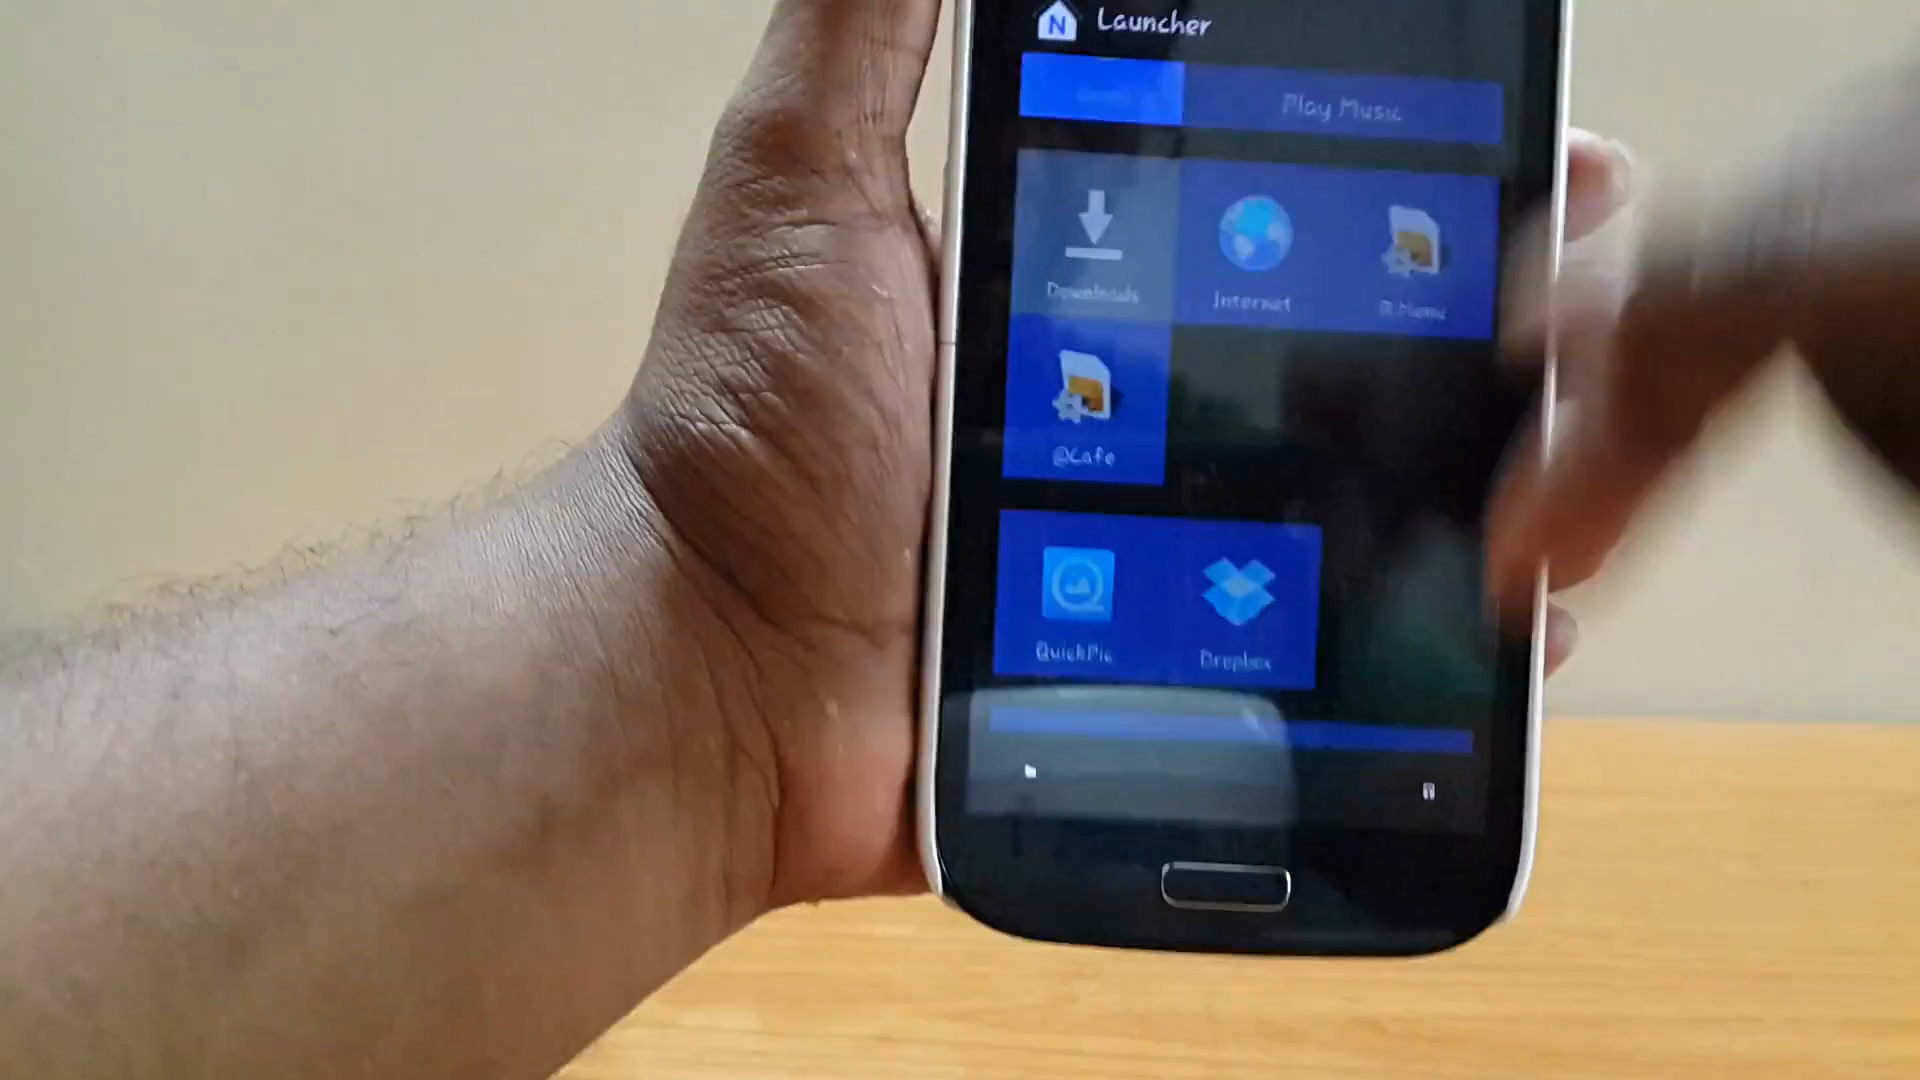 N Launcher
Play Music
Downloads
Internet
@Cafe
QuickPic
Dropbox